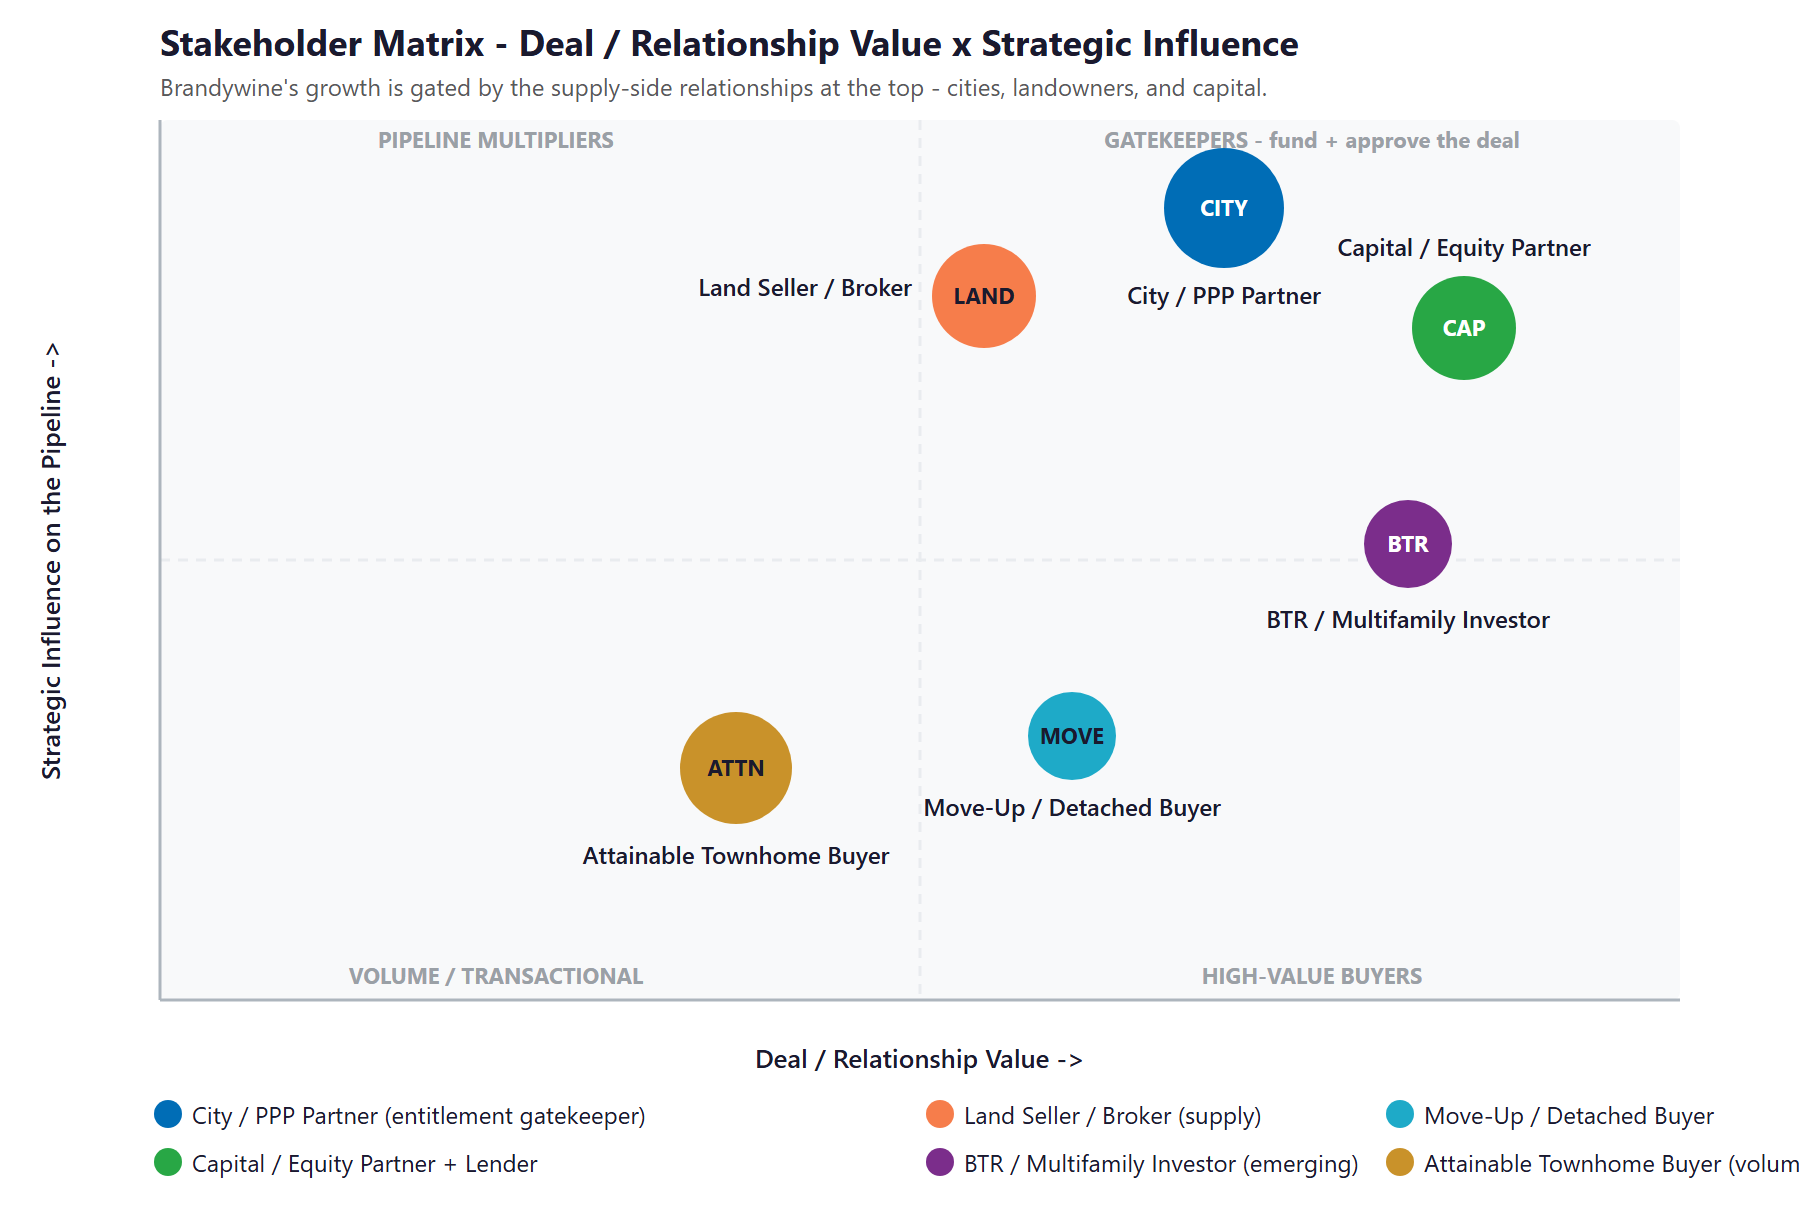 Stakeholder Matrix - Deal / Relationship Value x Strategic Influence
Brandywine's growth is gated by the supply-side relationships at the top - cities, landowners, and capital.
PIPELINE MULTIPLIERS
GATEKEEPERS - fund + approve the deal
CITY
City / PPP Partner
Capital / Equity Partner
CAP
Land Seller / Broker
LAND
BTR
BTR / Multifamily Investor
MOVE
Move-Up / Detached Buyer
ATTN
Attainable Townhome Buyer
VOLUME / TRANSACTIONAL
HIGH-VALUE BUYERS
Strategic Influence on the Pipeline ->
Deal / Relationship Value ->
City / PPP Partner (entitlement gatekeeper)
Land Seller / Broker (supply)
Move-Up / Detached Buyer
Capital / Equity Partner + Lender
BTR / Multifamily Investor (emerging)
Attainable Townhome Buyer (volum